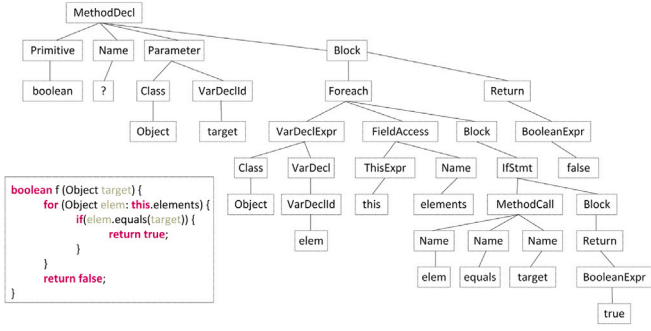 MethodDecl
Primitive Name Parameter Block
boolean ? Class VarDeclId Foreach Return
Object target VarDeclExpr FieldAccess Block BooleanExpr
Class VarDecl ThisExpr Name IfStmt false
Object VarDeclId this elements MethodCall Block
elem Name Name Name Return
elem equals target BooleanExpr
true
boolean f (Object target) {
for (Object elem: this.elements) {
if(elem.equals(target)) {
return true;
}
}
return false;
}